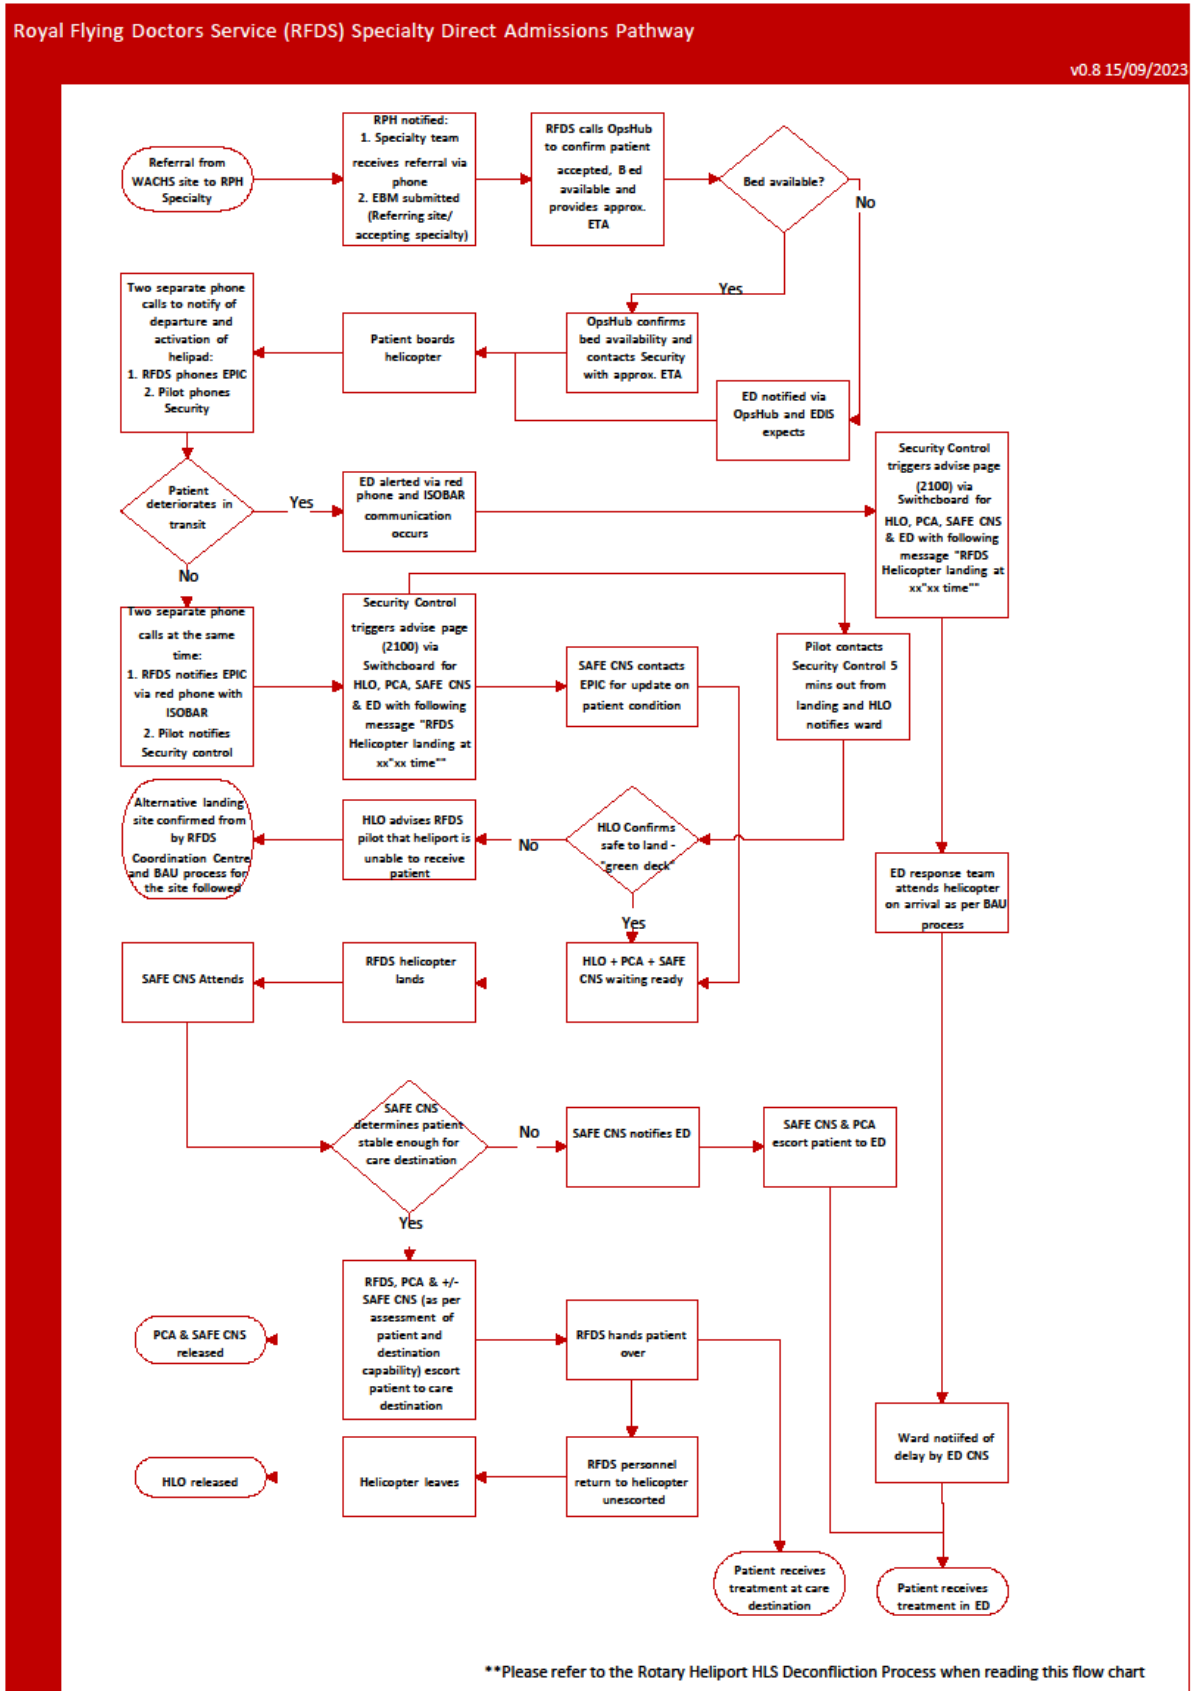 Royal Flying Doctors Service (RFDS) Specialty Direct Admissions Pathway
v0.8 15/09/2023
Referral from
WACHS site to RPH
Specialty
RPH notified:
1. Specialty team
receives referral via
phone
2. EBM submitted
(Referring site/
accepting specialty)
RFDS calls OpsHub
to confirm patient
accepted, Bed
available and
provides approx.
ETA
Bed available?
No
Yes
Two separate phone
calls to notify of
departure and
activation of
helipad:
1. RFDS phones EPIC
2. Pilot phones
Security
Patient boards
helicopter
OpsHub confirms
bed availability and
contacts Security
with approx. ETA
ED notified via
OpsHub and EDIS
expects
Patient
deteriorates in
transit
Yes
No
ED alerted via red
phone and ISOBAR
communication
occurs
Security Control
triggers advise page
(2100) via
Swithcboard for
HLO, PCA, SAFE CNS
& ED with following
message "RFDS
Helicopter landing at
xx"xx time""
Two separate phone
calls at the same
time:
1. RFDS notifies EPIC
via red phone with
ISOBAR
2. Pilot notifies
Security control
Security Control
triggers advise page
(2100) via
Swithcboard for
HLO, PCA, SAFE CNS
& ED with following
message "RFDS
Helicopter landing at
xx"xx time""
SAFE CNS contacts
EPIC for update on
patient condition
Pilot contacts
Security Control 5
mins out from
landing and HLO
notifies ward
Alternative landing
site confirmed from
by RFDS
Coordination Centre
and BAU process for
the site followed
HLO advises RFDS
pilot that heliport is
unable to receive
patient
No
HLO Confirms
safe to land -
"green deck"
Yes
ED response team
attends helicopter
on arrival as per BAU
process
SAFE CNS Attends
RFDS helicopter
lands
HLO + PCA + SAFE
CNS waiting ready
SAFE CNS
determines patient
stable enough for
care destination
No
Yes
SAFE CNS notifies ED
SAFE CNS & PCA
escort patient to ED
PCA & SAFE CNS
released
RFDS, PCA & +/-
SAFE CNS (as per
assessment of
patient and
destination
capability) escort
patient to care
destination
RFDS hands patient
over
Ward notiifed of
delay by ED CNS
HLO released
Helicopter leaves
RFDS personnel
return to helicopter
unescorted
Patient receives
treatment at care
destination
Patient receives
treatment in ED
**Please refer to the Rotary Heliport HLS Deconfliction Process when reading this flow chart